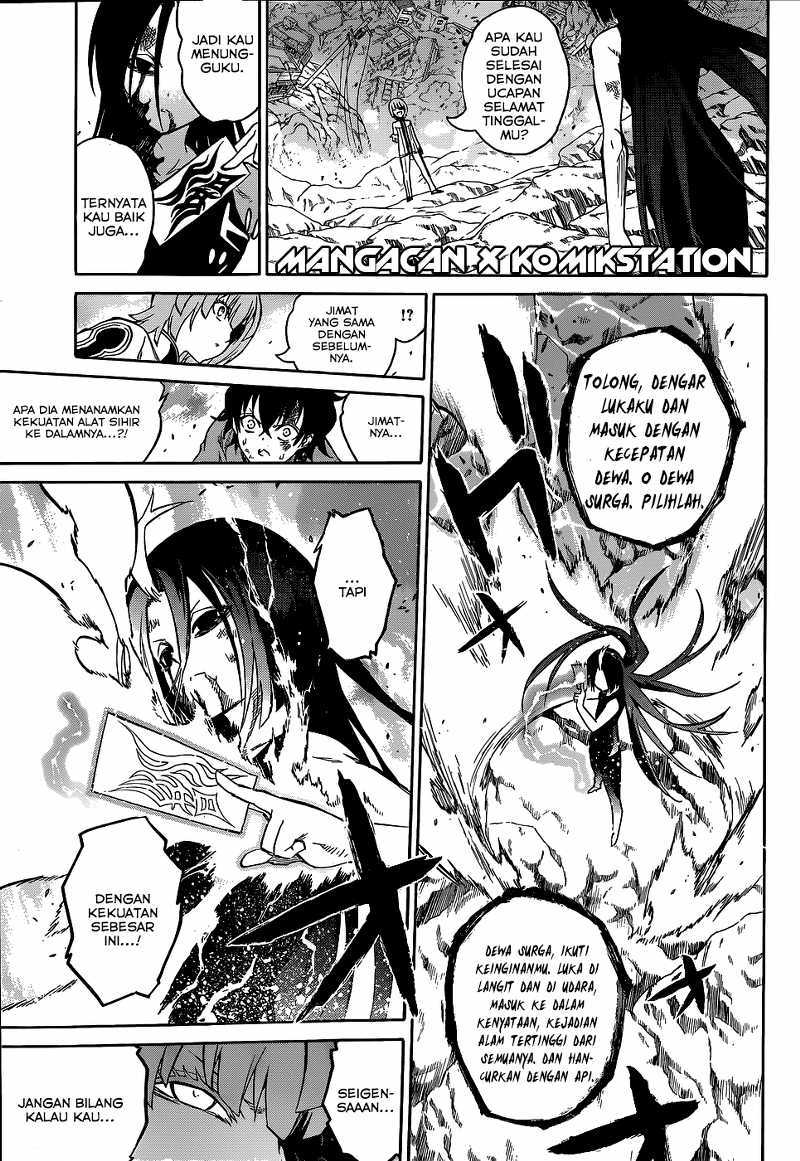 APA KAU
SUDAH
SELESAI
DENGAN
UCAPAN
SELAMAT
TINGGAL-
MU?
JADI KAU
MENUNG-
GUKU.
TERNYATA
KAU BAIK
JUGA...
MANGACAN X KOMIKSTATION
TOLONG, DENGAR
LUKAKU DAN
MASUK DENGAN
KECEPATAN
DEWA. O DEWA
SURGA. PILIHLAH.
DEWA SURGA, IKUTI
KEINGINANMU. LUKA DI
LANGIT DAN DI UDARA,
MASUK KE DALAM
KENYATAAN, KEJADIAN
ALAM TERTINGGI DARI
SEMUANYA. DAN HAN-
CURKAN DENGAN API.
!?
JIMAT
YANG SAMA
DENGAN
SEBELUM-
NYA.
JIMAT-
NYA...
APA DIA MENANAMKAN
KEKUATAN ALAT SIHIR
KE DALAMNYA...?!
...
TAPI
DENGAN
KEKUATAN
SEBESAR
INI...!
SEIGEN-
SAAAN...
JANGAN BILANG
KALAU KAU...